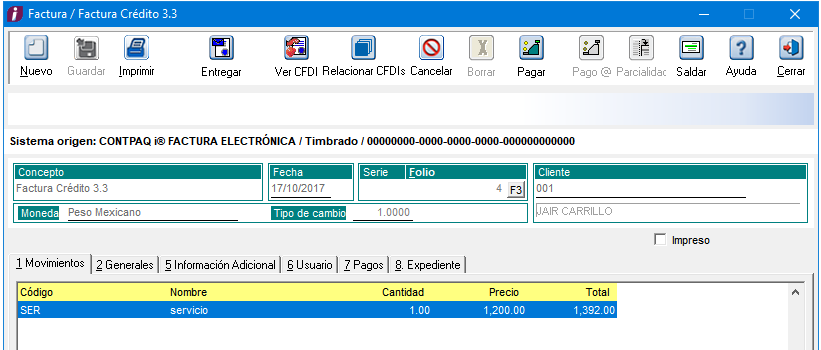 Factura / Factura Crédito 3.3
Nuevo Guardar Imprimir Entregar Ver CFDI Relacionar CFDIs Cancelar Borrar Pagar Pago @ Parcialidac Saldar Ayuda Cerrar
Sistema origen: CONTPAQ i® FACTURA ELECTRÓNICA / Timbrado / 00000000-0000-0000-0000-000000000000
Concepto Fecha Serie Folio Cliente
Factura Crédito 3.3 17/10/2017 4 F3 001
Moneda Peso Mexicano Tipo de cambio 1.0000 JAIR CARRILLO
Impreso
1 Movimientos 2 Generales 5 Información Adicional 6 Usuario 7 Pagos 8. Expediente
Código Nombre Cantidad Precio Total
SER servicio 1.00 1,200.00 1,392.00